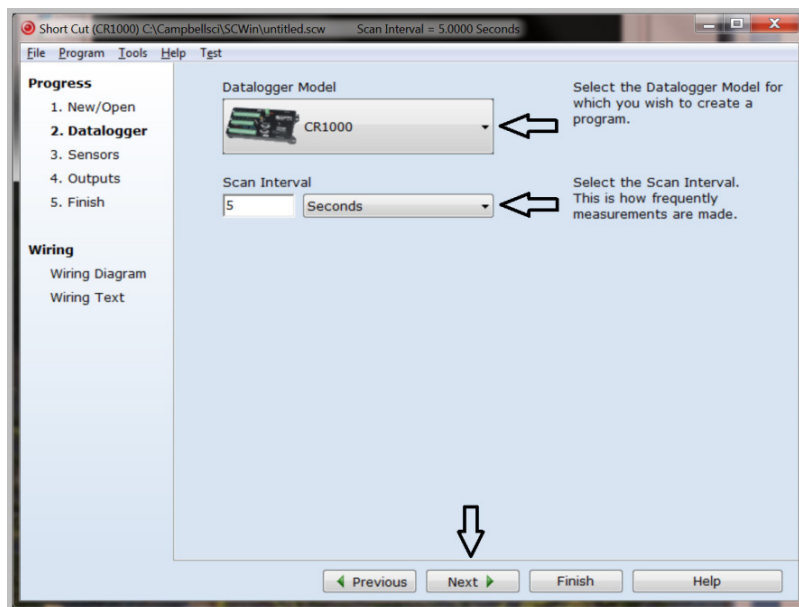 Short Cut (CR1000) C:\Campbellsci\SCWin\untitled.scw Scan Interval = 5.0000 Seconds
File Program Tools Help Test
Progress
1. New/Open
2. Datalogger
3. Sensors
4. Outputs
5. Finish
Wiring
Wiring Diagram
Wiring Text
Datalogger Model
CR1000
Select the Datalogger Model for
which you wish to create a
program.
Scan Interval
5 Seconds
Select the Scan Interval.
This is how frequently
measurements are made.
Previous Next Finish Help